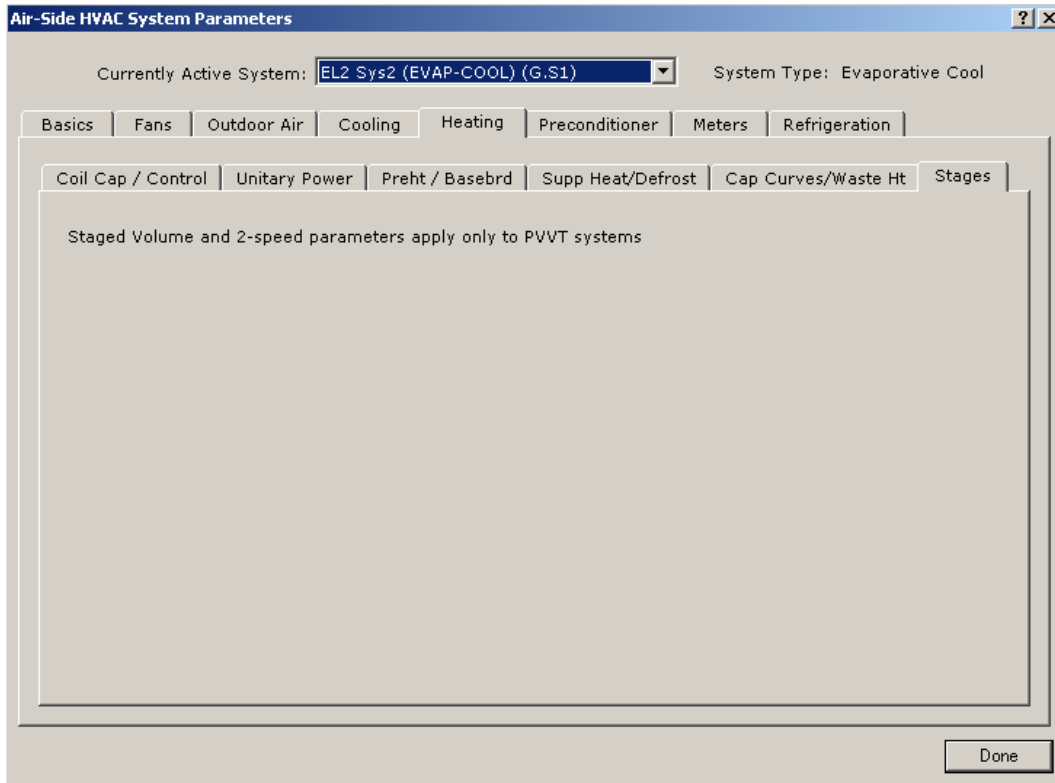 Air-Side HVAC System Parameters ? X
Currently Active System: EL2 Sys2 (EVAP-COOL) (G.S1) System Type: Evaporative Cool
Basics Fans Outdoor Air Cooling Heating Preconditioner Meters Refrigeration
Coil Cap / Control Unitary Power Preht / Basebrd Supp Heat/Defrost Cap Curves/Waste Ht Stages
Staged Volume and 2-speed parameters apply only to PVVT systems
Done